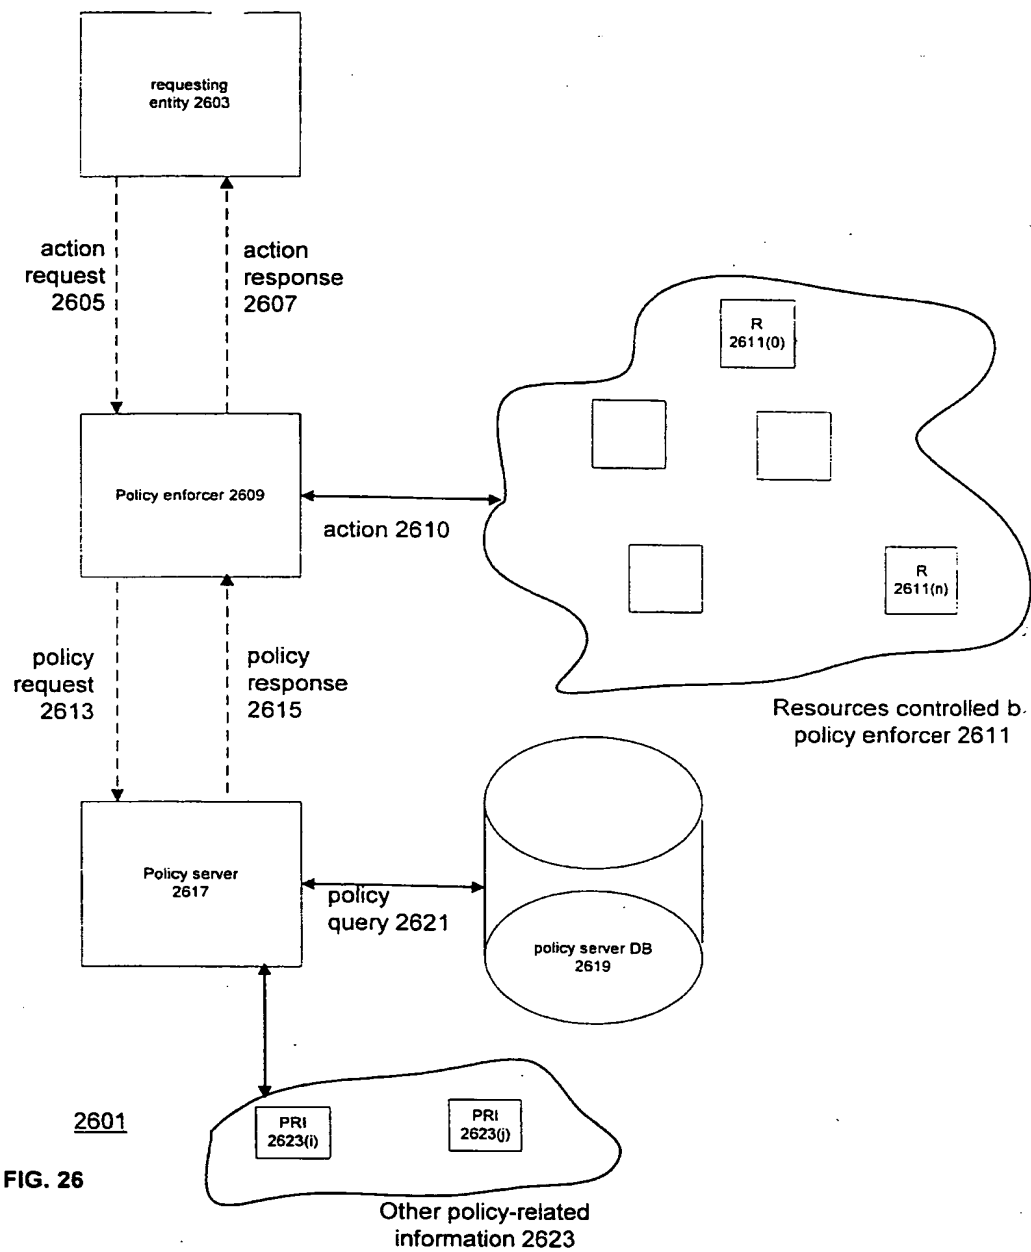 requesting
entity 2603
action
request
2605
action
response
2607
R
2611(0)
Policy enforcer 2609
action 2610
R
2611(n)
policy
request
2613
policy
response
2615
Resources controlled b
policy enforcer 2611
Policy server
2617
policy
query 2621
policy server DB
2619
2601
PRI
2623(i)
PRI
2623(j)
FIG. 26
Other policy-related
information 2623